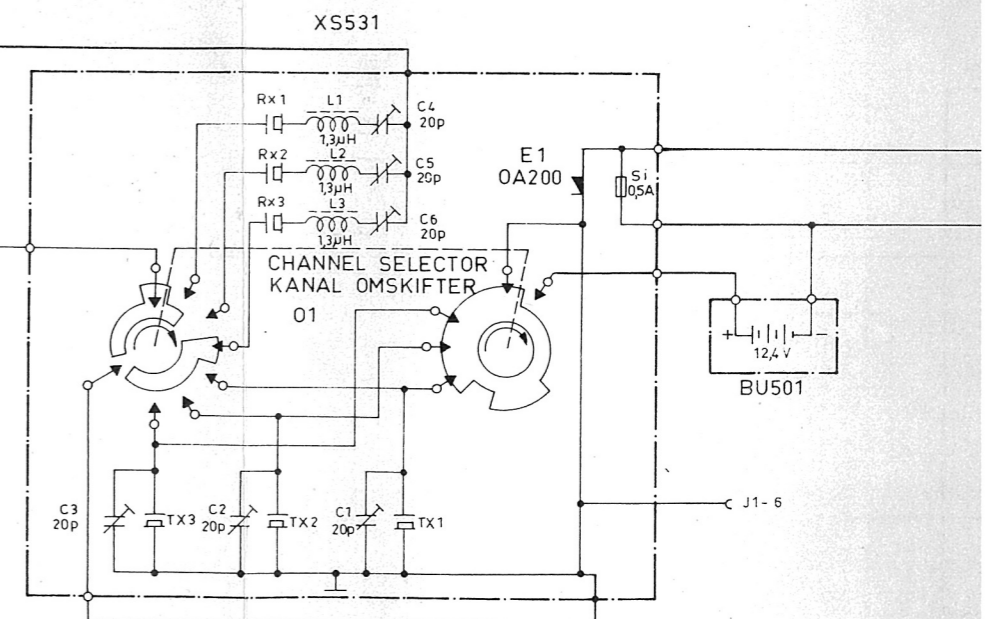 XS531
Rx1
L1
1,3µH
C4
20p
Rx2
L2
1,3µH
C5
20p
Rx3
L3
1,3µH
C6
20p
E1
OA200
Si
0,5A
CHANNEL SELECTOR
KANAL OMSKIFTER
O1
+
-
12,4 V
BU501
C3
20p
TX3
C2
20p
TX2
C1
20p
TX1
J1-6